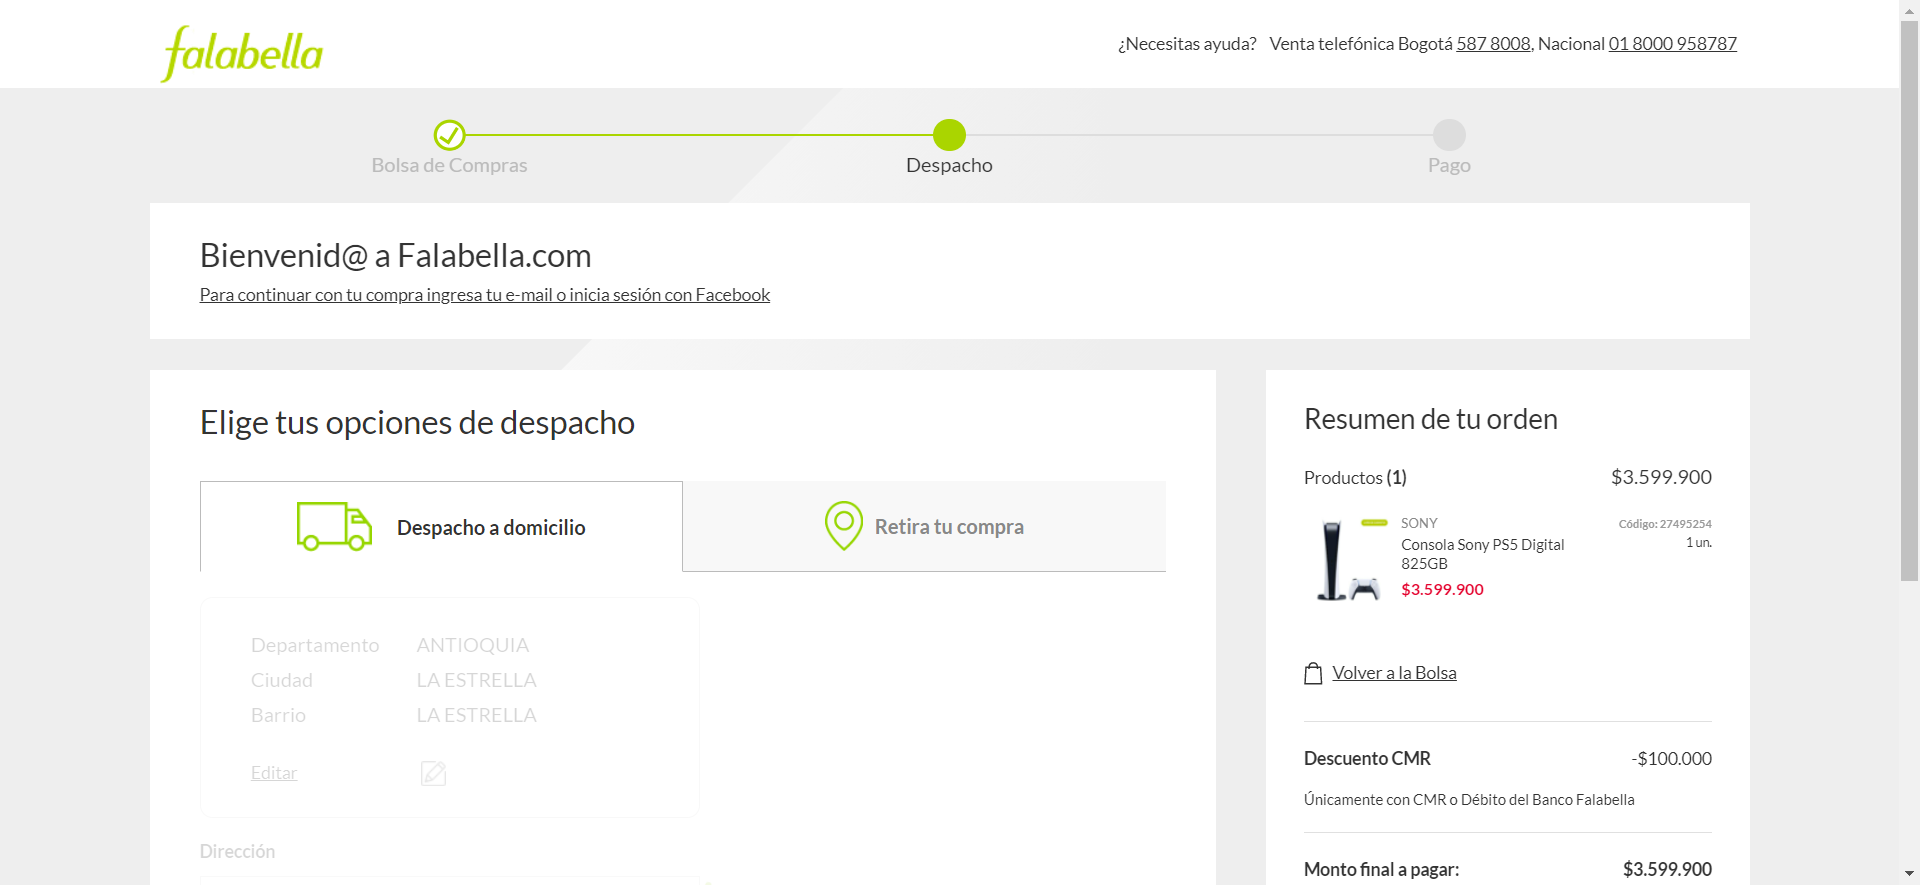 falabella
¿Necesitas ayuda? Venta telefónica Bogotá 587 8008, Nacional 01 8000 958787
Bolsa de Compras
Despacho
Pago
Bienvenid@ a Falabella.com
Para continuar con tu compra ingresa tu e-mail o inicia sesión con Facebook
Elige tus opciones de despacho
Despacho a domicilio
Retira tu compra
Departamento ANTIOQUIA
Ciudad LA ESTRELLA
Barrio LA ESTRELLA
Editar
Dirección
Resumen de tu orden
Productos (1) $3.599.900
SONY Código: 27495254
Consola Sony PS5 Digital 1 un.
825GB
$3.599.900
Volver a la Bolsa
Descuento CMR -$100.000
Únicamente con CMR o Débito del Banco Falabella
Monto final a pagar: $3.599.900